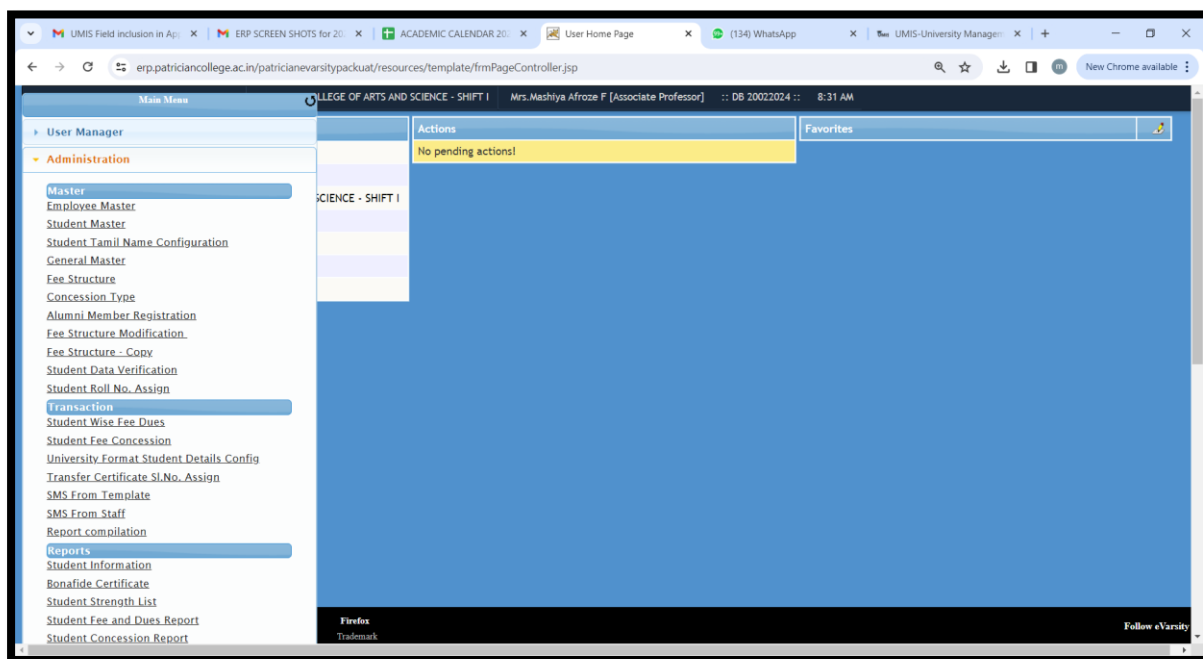 UMIS Field inclusion in Ap
ERP SCREEN SHOTS for 20
ACADEMIC CALENDAR 202
User Home Page
(134) WhatsApp
UMIS-University Managem
erp.patriciancollege.ac.in/patricianevarsitypackuat/resources/template/frmPageController.jsp
New Chrome available
Main Menu
LLEGE OF ARTS AND SCIENCE - SHIFT I Mrs.Mashiya Afroze F [Associate Professor] :: DB 20022024 :: 8:31 AM
User Manager
Administration
Master
Employee Master
Student Master
Student Tamil Name Configuration
General Master
Fee Structure
Concession Type
Alumni Member Registration
Fee Structure Modification
Fee Structure - Copy
Student Data Verification
Student Roll No. Assign
Transaction
Student Wise Fee Dues
Student Fee Concession
University Format Student Details Config
Transfer Certificate Sl.No. Assign
SMS From Template
SMS From Staff
Report compilation
Reports
Student Information
Bonafide Certificate
Student Strength List
Student Fee and Dues Report
Student Concession Report
SCIENCE - SHIFT I
Actions
No pending actions!
Favorites
Firefox
Trademark
Follow eVarsity